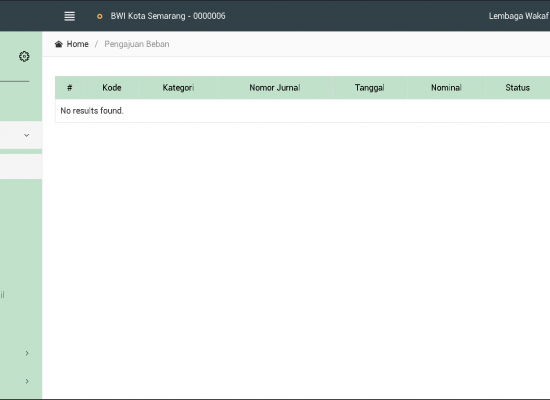 BWI Kota Semarang - 0000006 Lembaga Wakaf
Home / Pengajuan Beban
# Kode Kategori Nomor Jurnal Tanggal Nominal Status
No results found.
il